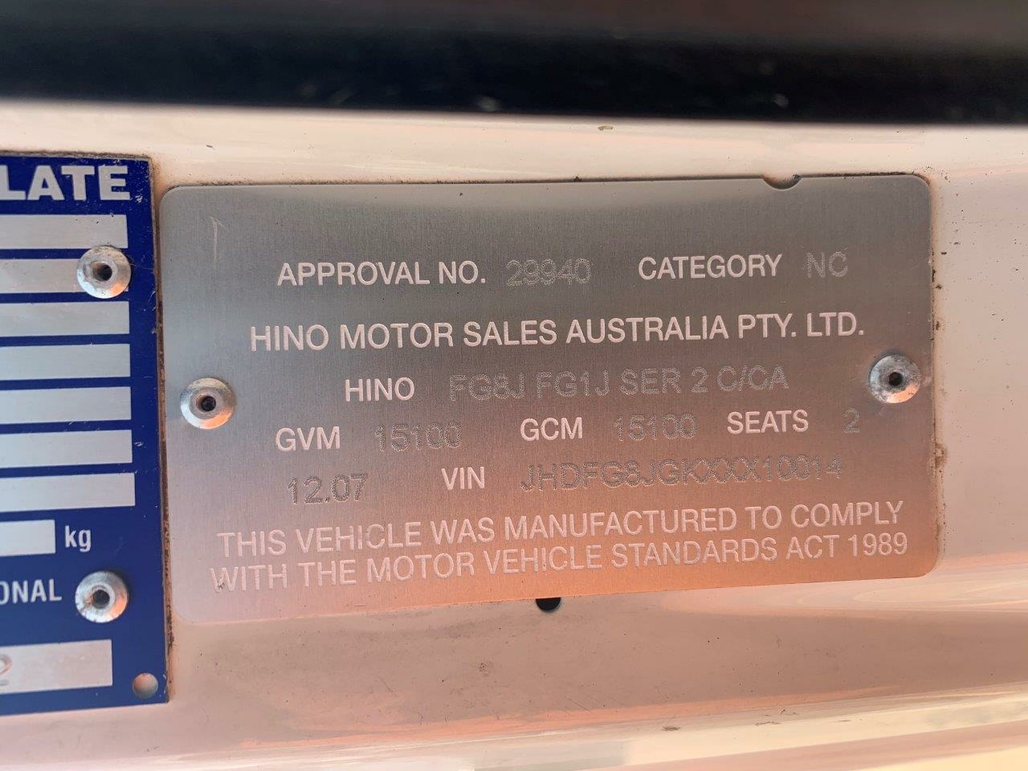 LATE
kg
ONAL
2
APPROVAL NO. 29940 CATEGORY NC
HINO MOTOR SALES AUSTRALIA PTY. LTD.
HINO FG8J FG1J SER 2 C/CA
GVM 15100 GCM 15100 SEATS 2
12.07 VIN JHDFG8JGKXXX10014
THIS VEHICLE WAS MANUFACTURED TO COMPLY
WITH THE MOTOR VEHICLE STANDARDS ACT 1989